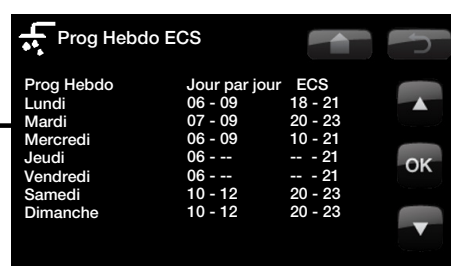 Prog Hebdo ECS
Prog Hebdo Jour par jour ECS
Lundi 06 - 09 18 - 21
Mardi 07 - 09 20 - 23
Mercredi 06 - 09 10 - 21
Jeudi 06 - -- -- - 21
Vendredi 06 - -- -- - 21
Samedi 10 - 12 20 - 23
Dimanche 10 - 12 20 - 23
OK